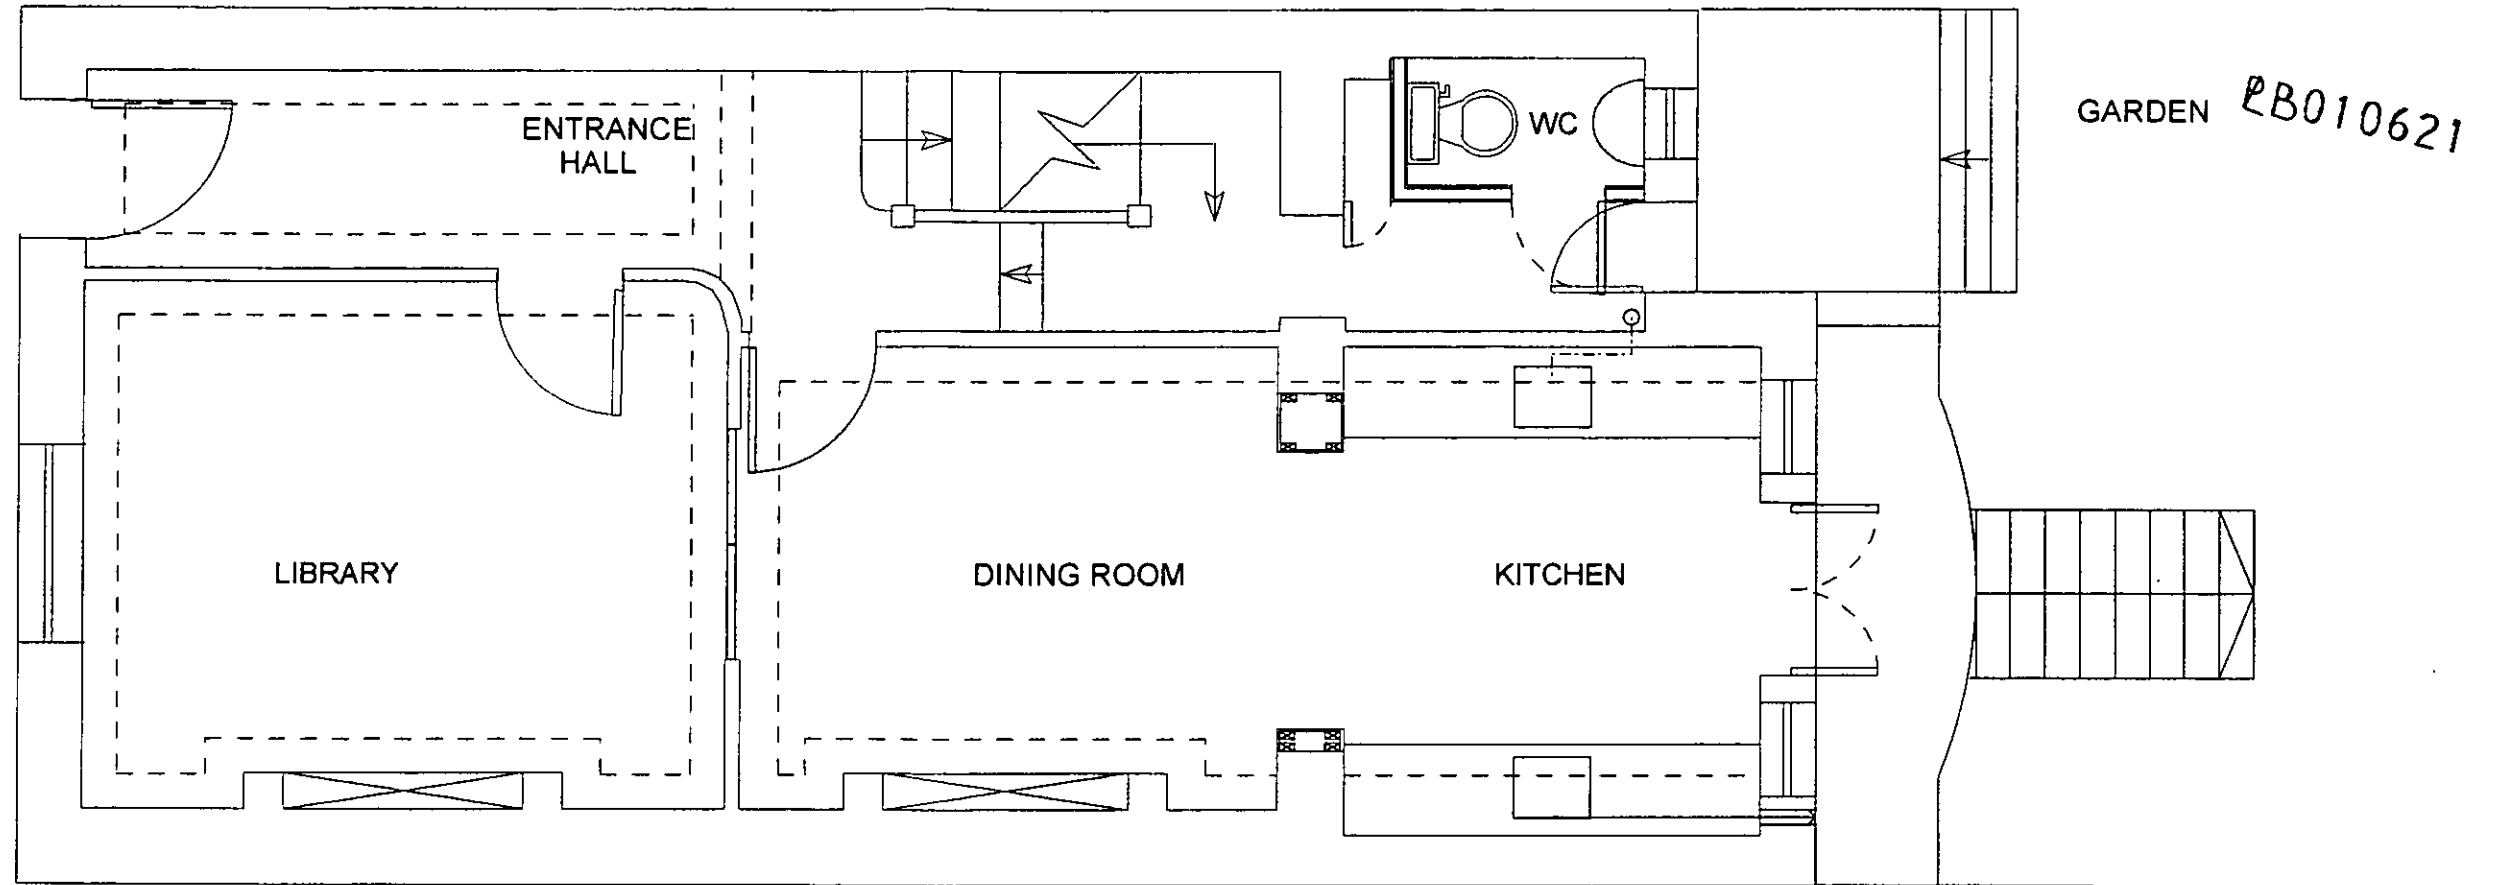 ENTRANCE
HALL
WC
GARDEN
LB010621
LIBRARY
DINING ROOM
KITCHEN